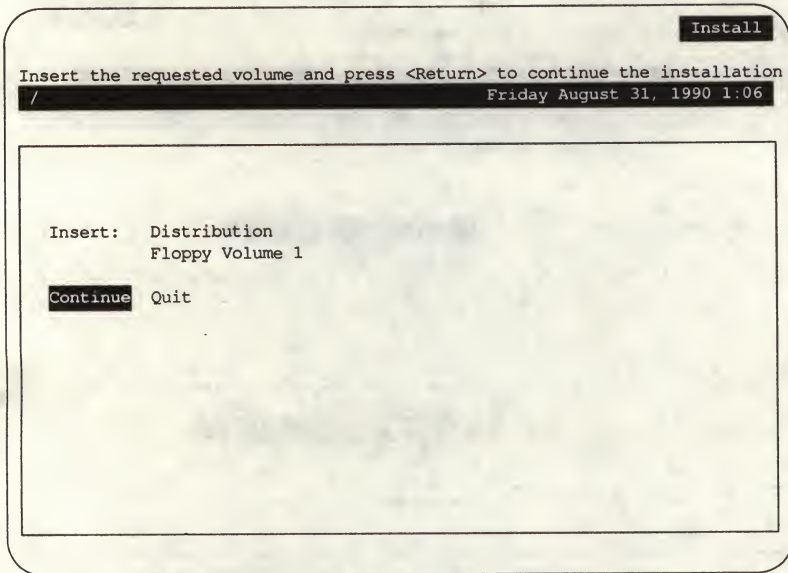 Install
Insert the requested volume and press <Return> to continue the installation
/ Friday August 31, 1990 1:06
Insert: Distribution
Floppy Volume 1
Continue Quit